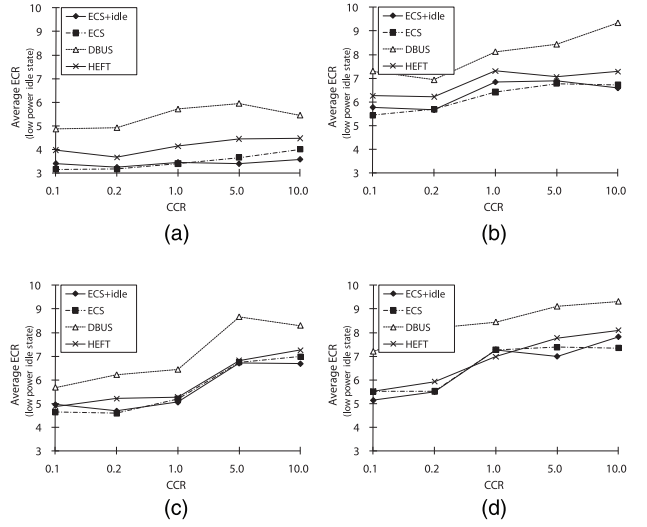 10
9
8
7
6
5
4
3
Average ECR
(low power idle state)
ECS+idle
ECS
DBUS
HEFT
0.1 0.2 1.0 5.0 10.0
CCR
(a)
10
9
8
7
6
5
4
3
Average ECR
(low power idle state)
ECS+idle
ECS
DBUS
HEFT
0.1 0.2 1.0 5.0 10.0
CCR
(b)
10
9
8
7
6
5
4
3
Average ECR
(low power idle state)
ECS+idle
ECS
DBUS
HEFT
0.1 0.2 1.0 5.0 10.0
CCR
(c)
10
9
8
7
6
5
4
3
Average ECR
(low power idle state)
ECS+idle
ECS
DBUS
HEFT
0.1 0.2 1.0 5.0 10.0
CCR
(d)